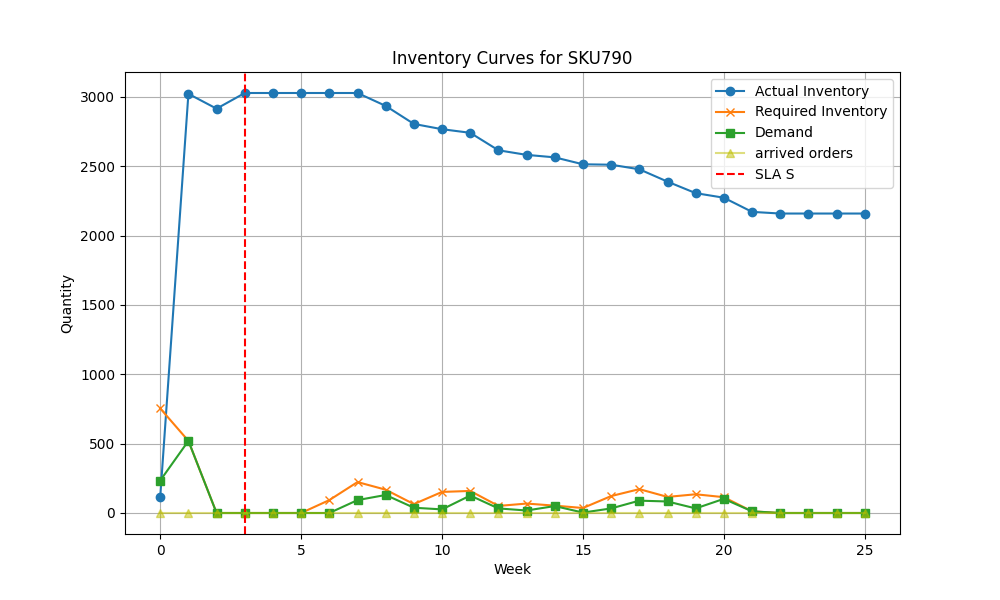 Inventory Curves for SKU790
Actual Inventory
Required Inventory
Demand
arrived orders
SLA S
Quantity
3000
2500
2000
1500
1000
500
0
0 5 10 15 20 25
Week